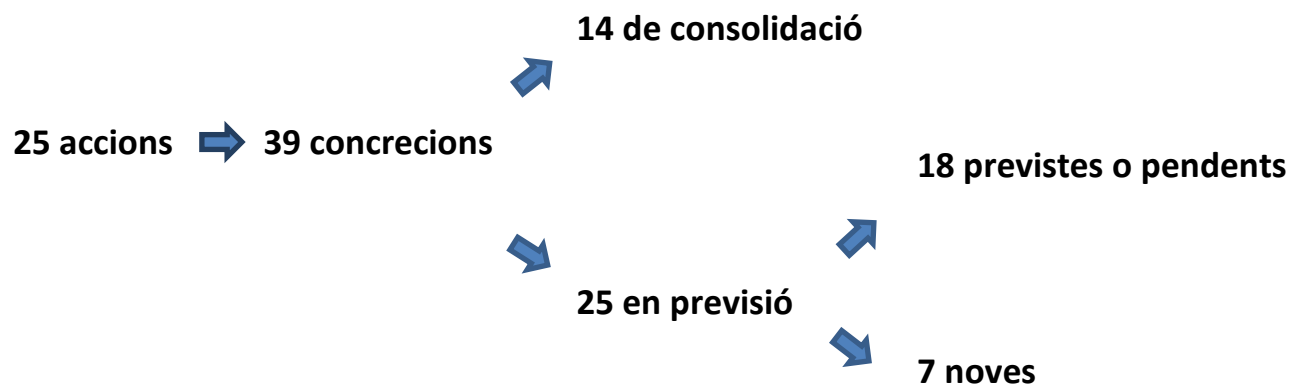 14 de consolidació
25 accions
39 concrecions
18 previstes o pendents
25 en previsió
7 noves